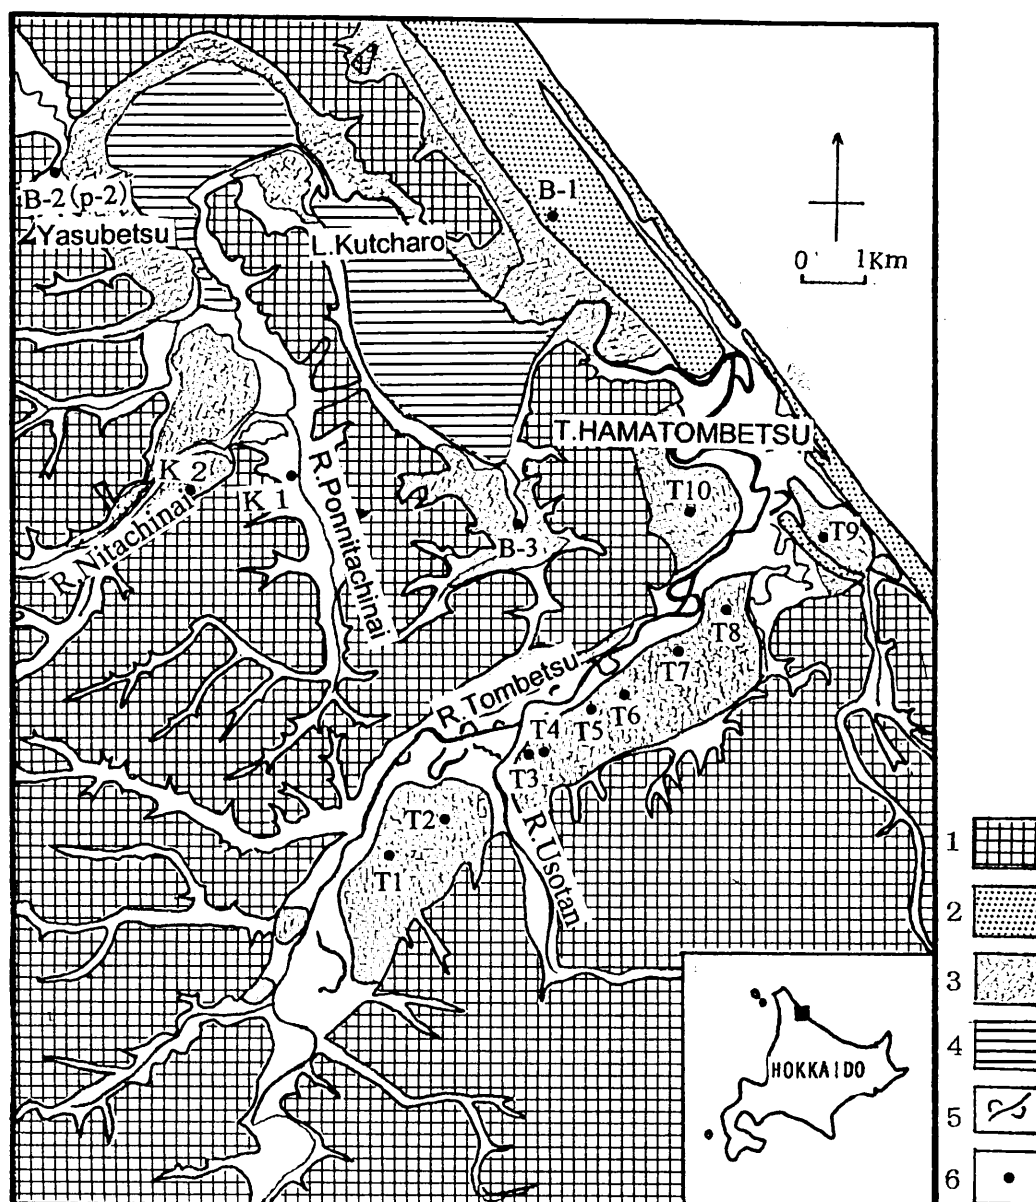 B-2 (p-2)
Yasubetsu
L.Kutcharo
B-1
0 1Km
T.HAMATOMBETSU
K 2
K 1
R.Nitachinai
R.Ponnitachinai
B-3
T10
T9
T8
T7
T6
T5
T4
T3
R.Tombetsu
R.Usotan
T2
T1
HOKKAIDO
1
2
3
4
5
6